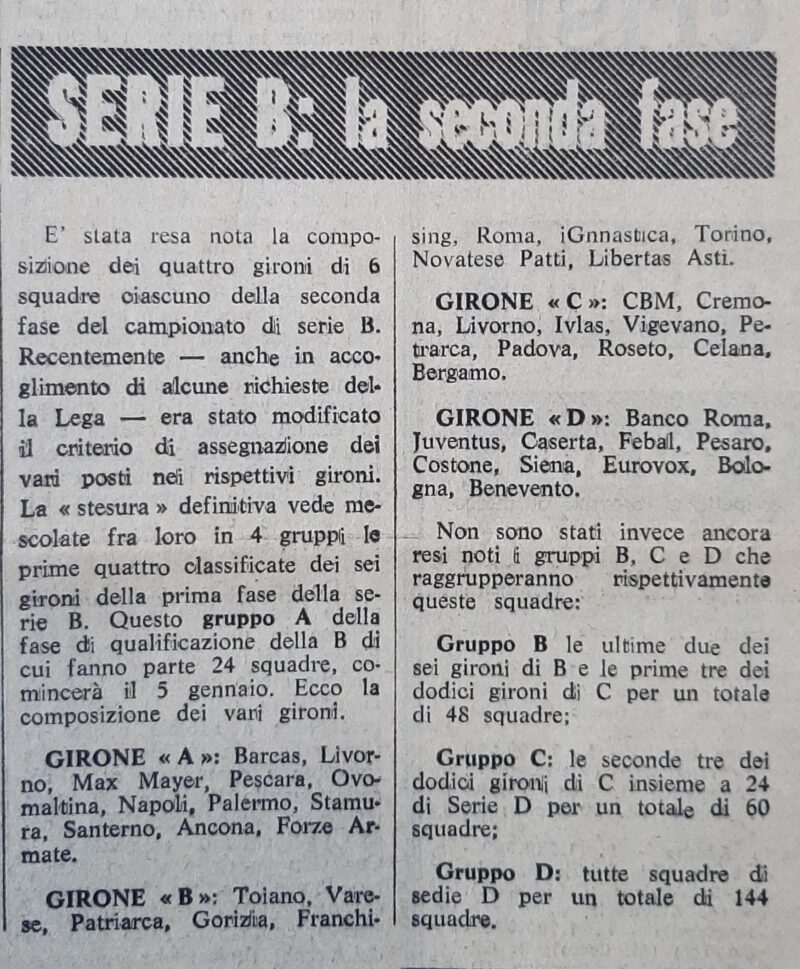 SERIE B: la seconda fase
E' stata resa nota la compo-
sizione dei quattro gironi di 6
squadre ciascuno della seconda
fase del campionato di serie B.
Recentemente — anche in acco-
glimento di alcune richieste del-
la Lega — era stato modificato
il criterio di assegnazione dei
vari posti nei rispettivi gironi.
La « stesura » definitiva vede me-
scolate fra loro in 4 gruppi le
prime quattro classificate dei sei
gironi della prima fase della se-
rie B. Questo gruppo A della
fase di qualificazione della B di
cui fanno parte 24 squadre, co-
mincerà il 5 gennaio. Ecco la
composizione dei vari gironi.
GIRONE « A »: Barcas, Livor-
no, Max Mayer, Pescara, Ovo-
maltina, Napoli, Palermo, Stamu-
ra, Santerno, Ancona, Forze Ar-
mate.
GIRONE « B »: Toiano, Vare-
se, Patriarca, Gorizia, Franchi-
sing, Roma, iGnnastica, Torino,
Novatese Patti, Libertas Asti.
GIRONE « C »: CBM, Cremo-
na, Livorno, Ivlas, Vigevano, Pe-
trarca, Padova, Roseto, Celana,
Bergamo.
GIRONE « D »: Banco Roma,
Juventus, Caserta, Febal, Pesaro,
Costone, Siena, Eurovox, Bolo-
gna, Benevento.
Non sono stati invece ancora
resi noti i gruppi B, C e D che
raggrupperanno rispettivamente
queste squadre:
Gruppo B le ultime due dei
sei gironi di B e le prime tre dei
dodici gironi di C per un totale
di 48 squadre;
Gruppo C: le seconde tre dei
dodici gironi di C insieme a 24
di Serie D per un totale di 60
squadre;
Gruppo D: tutte squadre di
sedie D per un totale di 144
squadre.